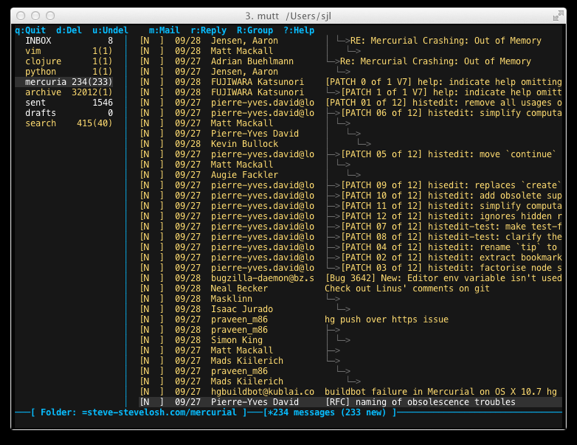 3. mutt /Users/sjl
q:Quit d:Del u:Undel m:Mail r:Reply R:Group ?:Help
INBOX 8 [N ] 09/28 Jensen, Aaron └─>RE: Mercurial Crashing: Out of Memory
vim 1(1) [N ] 09/28 Matt Mackall └─>
clojure 1(1) [N ] 09/27 Adrian Buehlmann └─>Re: Mercurial Crashing: Out of Memory
python 1(1) [N ] 09/27 Jensen, Aaron └─>
mercuria 234(233) [N ] 09/28 FUJIWARA Katsunori [PATCH 0 of 1 V7] help: indicate help omitting
archive 32012(1) [N ] 09/28 FUJIWARA Katsunori └─>[PATCH 1 of 1 V7] help: indicate help omitt
sent 1546 [N ] 09/27 pierre-yves.david@lo [PATCH 01 of 12] histedit: remove all usages o
drafts 0 [N ] 09/27 pierre-yves.david@lo ├─>[PATCH 06 of 12] histedit: simplify computa
search 415(40) [N ] 09/27 Matt Mackall │ └─>
[N ] 09/27 Pierre-Yves David │ └─>
[N ] 09/28 Kevin Bullock │ └─>
[N ] 09/27 pierre-yves.david@lo ├─>[PATCH 05 of 12] histedit: move `continue`
[N ] 09/27 Matt Mackall │ └─>
[N ] 09/27 Augie Fackler │ └─>
[N ] 09/27 pierre-yves.david@lo ├─>[PATCH 09 of 12] hisedit: replaces `create`
[N ] 09/27 pierre-yves.david@lo ├─>[PATCH 10 of 12] histedit: add obsolete sup
[N ] 09/27 pierre-yves.david@lo ├─>[PATCH 11 of 12] histedit: simplify computa
[N ] 09/27 pierre-yves.david@lo ├─>[PATCH 12 of 12] histedit: ignores hidden r
[N ] 09/27 pierre-yves.david@lo ├─>[PATCH 07 of 12] histedit-test: make test-f
[N ] 09/27 pierre-yves.david@lo ├─>[PATCH 08 of 12] histedit-test: clarify the
[N ] 09/27 pierre-yves.david@lo ├─>[PATCH 04 of 12] histedit: rename `tip` to
[N ] 09/27 pierre-yves.david@lo ├─>[PATCH 02 of 12] histedit: extract bookmark
[N ] 09/27 pierre-yves.david@lo └─>[PATCH 03 of 12] histedit: factorise node s
[N ] 09/28 bugzilla-daemon@bz.s [Bug 3642] New: Editor env variable isn't used
[N ] 09/28 Neal Becker Check out Linus' comments on git
[N ] 09/28 Masklinn └─>
[N ] 09/28 Isaac Jurado └─>
[N ] 09/27 praveen_m86 hg push over https issue
[N ] 09/28 praveen_m86 ├─>
[N ] 09/28 Simon King │ └─>
[N ] 09/27 Matt Mackall ├─>
[N ] 09/27 Mads Kiilerich └─>
[N ] 09/27 praveen_m86 └─>
[N ] 09/27 Mads Kiilerich └─>
[N ] 09/27 hgbuildbot@kublai.co buildbot failure in Mercurial on OS X 10.7 hg
[N ] 09/27 Pierre-Yves David [RFC] naming of obsolescence troubles
───[ Folder: =steve-stevelosh.com/mercurial ]───[*234 messages (233 new) ]───